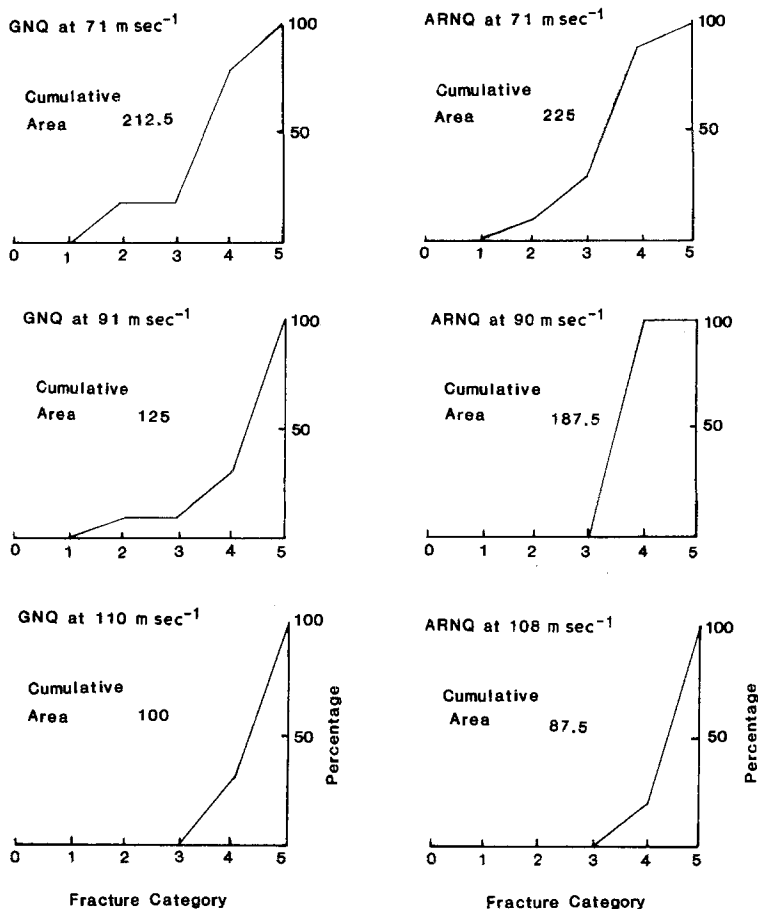 GNQ at 71 m sec⁻¹
100
Cumulative
Area 212.5
50
0 1 2 3 4 5
ARNQ at 71 m sec⁻¹
100
Cumulative
Area 225
50
0 1 2 3 4 5
GNQ at 91 m sec⁻¹
100
Cumulative
Area 125
50
0 1 2 3 4 5
ARNQ at 90 m sec⁻¹
100
Cumulative
Area 187.5
50
0 1 2 3 4 5
GNQ at 110 m sec⁻¹
100
Cumulative
Area 100
50
Percentage
0 1 2 3 4 5
Fracture Category
ARNQ at 108 m sec⁻¹
100
Cumulative
Area 87.5
50
Percentage
0 1 2 3 4 5
Fracture Category